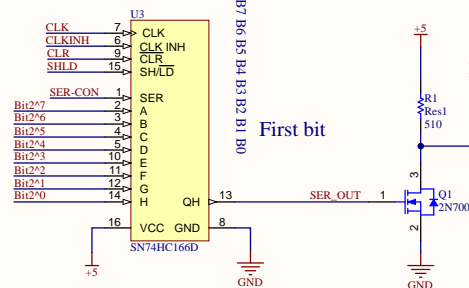 U3
CLK 7 CLK
CLKINH 6 CLK INH
CLR 9 CLR
SHLD 15 SH/LD
SER-CON 1 SER
Bit2^7 2 A
Bit2^6 3 B
Bit2^5 4 C
Bit2^4 5 D
Bit2^3 10 E
Bit2^2 11 F
Bit2^1 12 G
Bit2^0 14 H QH 13 SER_OUT 1
16 VCC GND 8
SN74HC166D
+5
GND
B7 B6 B5 B4 B3 B2 B1 B0
First bit
+5
R1
Res1
510
3
Q1
2N700
2
GND